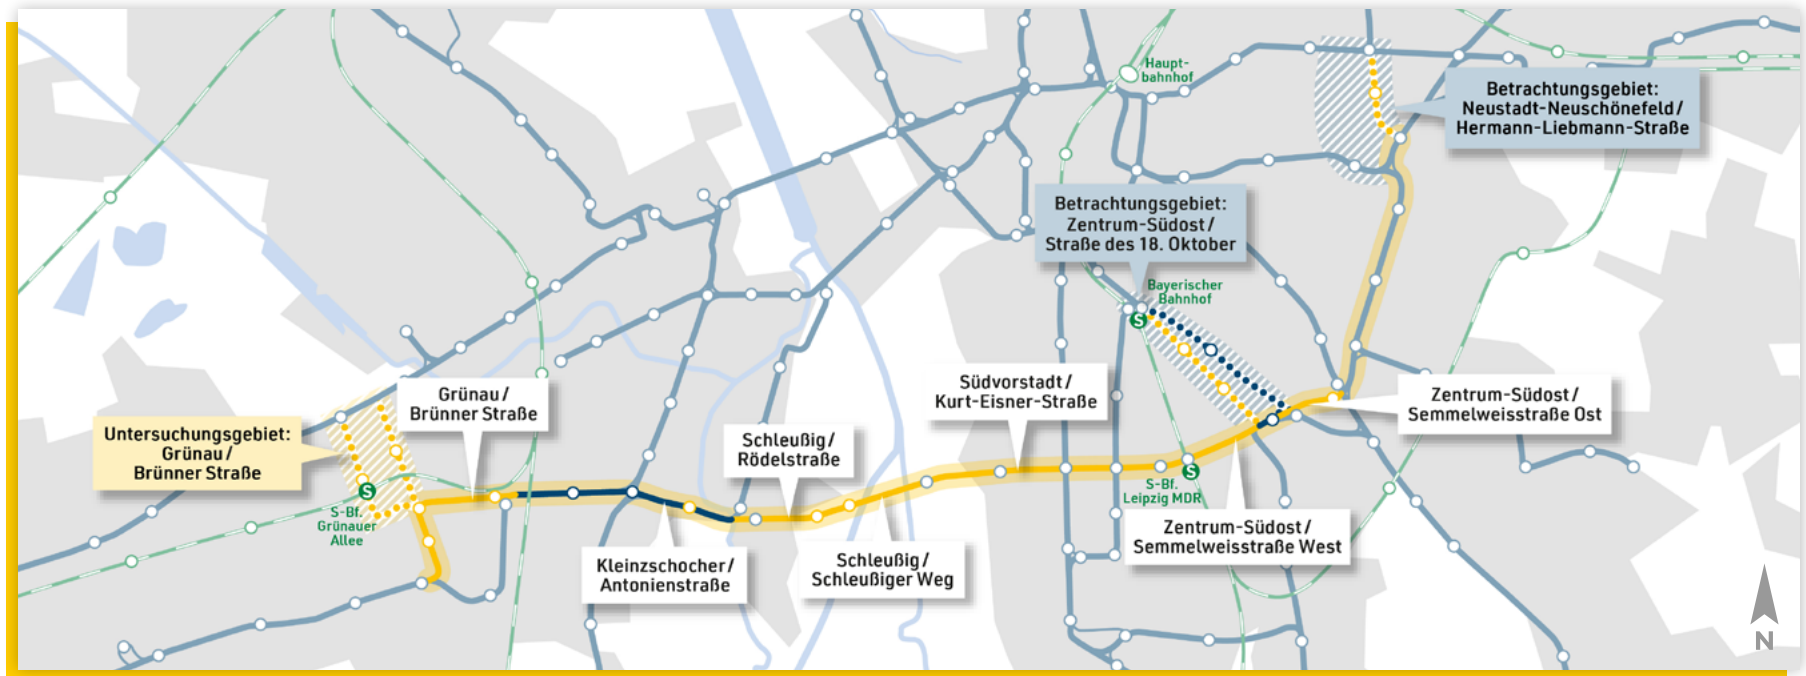 Haupt-
bahnhof
Betrachtungsgebiet:
Neustadt-Neuschönefeld/
Hermann-Liebmann-Straße
Betrachtungsgebiet:
Zentrum-Südost/
Straße des 18. Oktober
Bayerischer
Bahnhof
S
Grünau/
Brünner Straße
Untersuchungsgebiet:
Grünau/
Brünner Straße
S
S-Bf.
Grünauer
Allee
Schleußig/
Rödelstraße
Südvorstadt/
Kurt-Eisner-Straße
Zentrum-Südost/
Semmelweisstraße Ost
S
S-Bf.
Leipzig MDR
Kleinzschocher/
Antonienstraße
Schleußig/
Schleußiger Weg
Zentrum-Südost/
Semmelweisstraße West
N